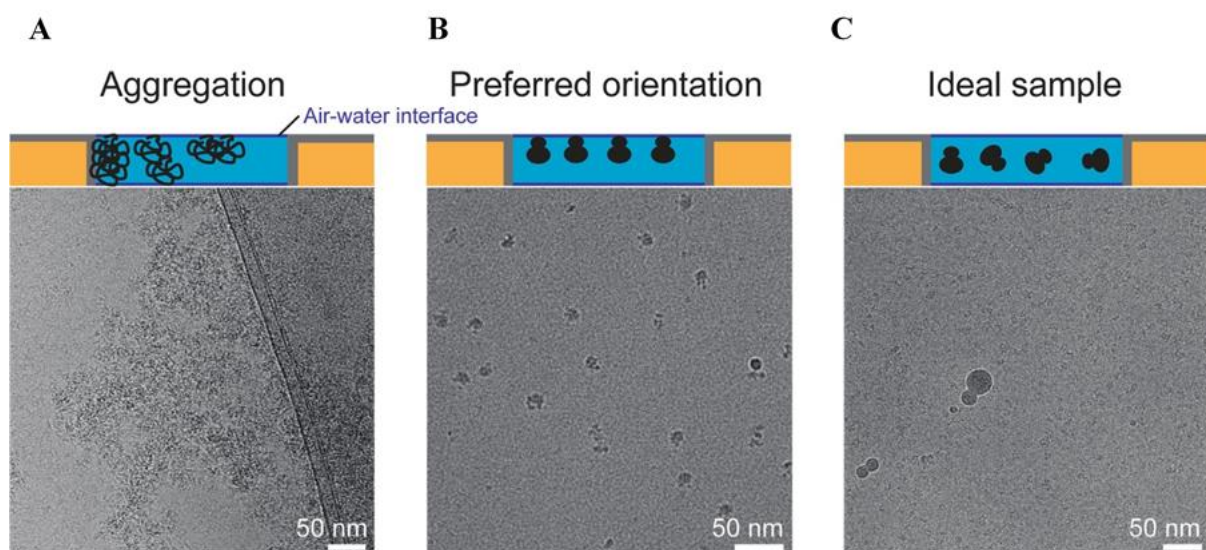 A
B
C
Aggregation
Preferred orientation
Ideal sample
Air-water interface
50 nm
50 nm
50 nm